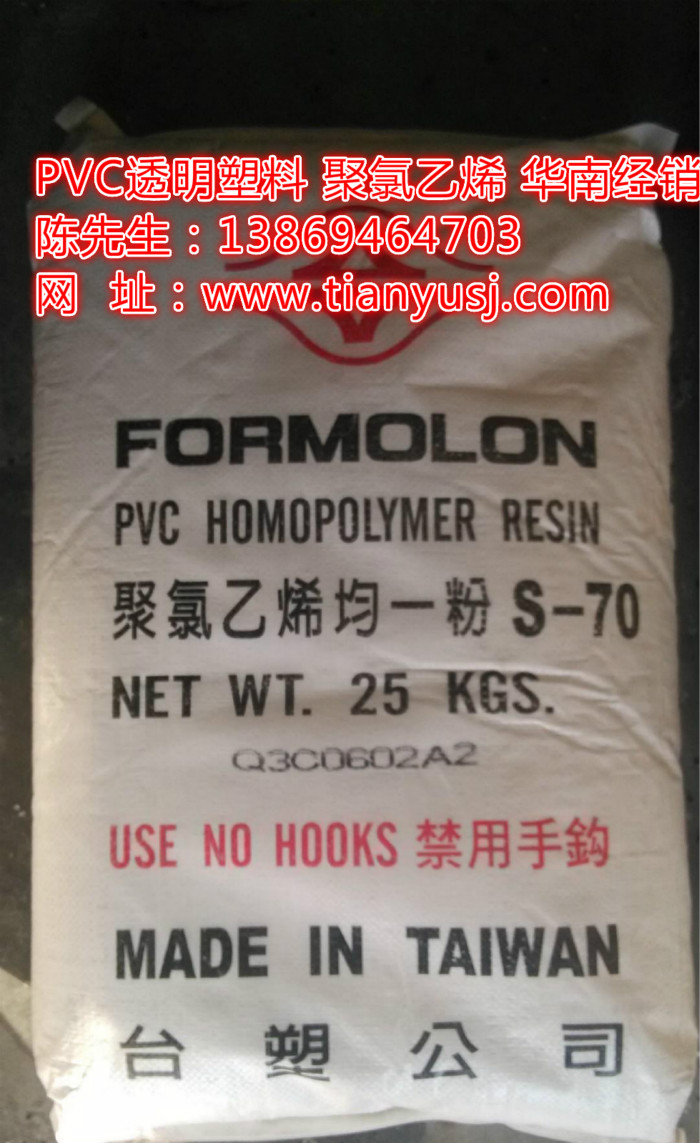 PVC透明塑料 聚氯乙烯 华南经销
陈先生：13869464703
网 址：www.tianyusj.com
FORMOLON
PVC HOMOPOLYMER RESIN
聚氯乙烯均一粉 S-70
NET WT. 25 KGS.
Q3C0602A2
USE NO HOOKS 禁用手鈎
MADE IN TAIWAN
台塑公司